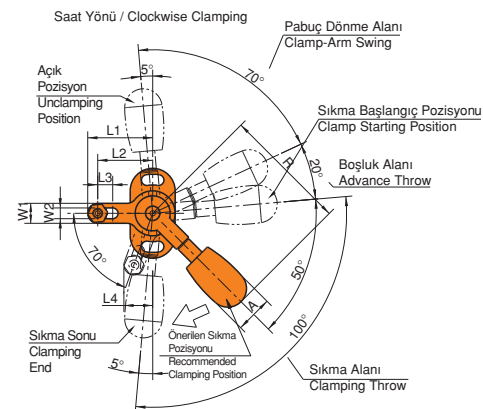 Saat Yönü / Clockwise Clamping
Pabuç Dönme Alanı
Clamp-Arm Swing
Açık
Pozisyon
Unclamping
Position
5°
70°
Sıkma Başlangıç Pozisyonu
Clamp Starting Position
L1
L2
L3
R
20°
Boşluk Alanı
Advance Throw
W1
W2
70°
L4
A
50°
100°
Sıkma Sonu
Clamping
End
5°
Önerilen Sıkma
Pozisyonu
Recommended
Clamping Position
Sıkma Alanı
Clamping Throw